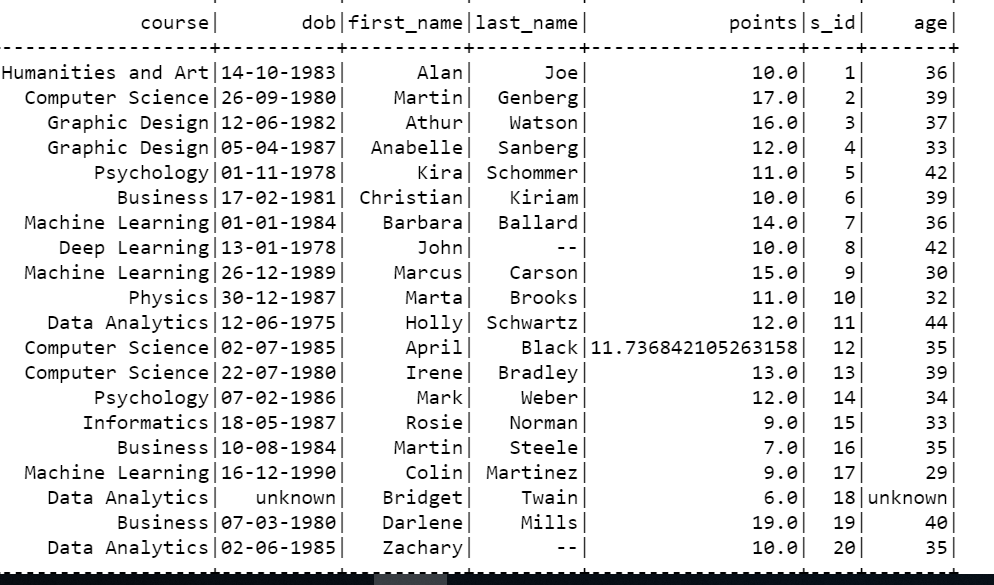 course| dob|first_name|last_name| points|s_id| age|
Humanities and Art|14-10-1983| Alan| Joe| 10.0| 1| 36|
Computer Science|26-09-1980| Martin| Genberg| 17.0| 2| 39|
Graphic Design|12-06-1982| Athur| Watson| 16.0| 3| 37|
Graphic Design|05-04-1987| Anabelle| Sanberg| 12.0| 4| 33|
Psychology|01-11-1978| Kira| Schommer| 11.0| 5| 42|
Business|17-02-1981| Christian| Kiriam| 10.0| 6| 39|
Machine Learning|01-01-1984| Barbara| Ballard| 14.0| 7| 36|
Deep Learning|13-01-1978| John| --| 10.0| 8| 42|
Machine Learning|26-12-1989| Marcus| Carson| 15.0| 9| 30|
Physics|30-12-1987| Marta| Brooks| 11.0| 10| 32|
Data Analytics|12-06-1975| Holly| Schwartz| 12.0| 11| 44|
Computer Science|02-07-1985| April| Black|11.736842105263158| 12| 35|
Computer Science|22-07-1980| Irene| Bradley| 13.0| 13| 39|
Psychology|07-02-1986| Mark| Weber| 12.0| 14| 34|
Informatics|18-05-1987| Rosie| Norman| 9.0| 15| 33|
Business|10-08-1984| Martin| Steele| 7.0| 16| 35|
Machine Learning|16-12-1990| Colin| Martinez| 9.0| 17| 29|
Data Analytics| unknown| Bridget| Twain| 6.0| 18|unknown|
Business|07-03-1980| Darlene| Mills| 19.0| 19| 40|
Data Analytics|02-06-1985| Zachary| --| 10.0| 20| 35|